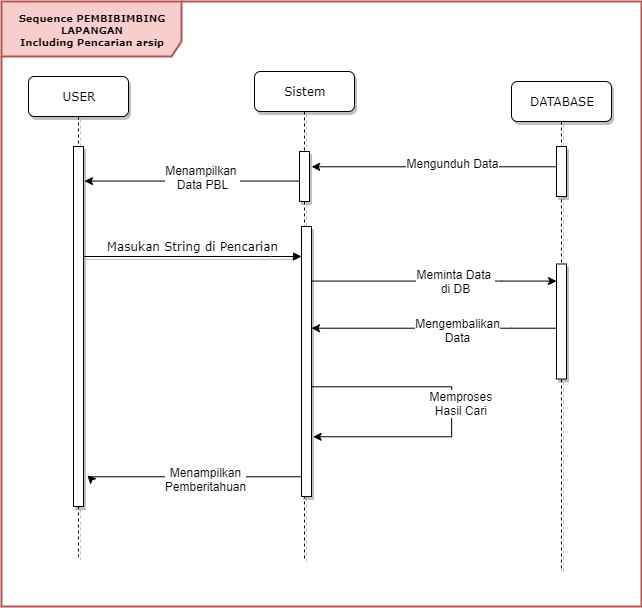 Sequence PEMBIBIMBING
LAPANGAN
Including Pencarian arsip
USER
Sistem
DATABASE
Mengunduh Data
Menampilkan
Data PBL
Masukan String di Pencarian
Meminta Data
di DB
Mengembalikan
Data
Memproses
Hasil Cari
Menampilkan
Pemberitahuan